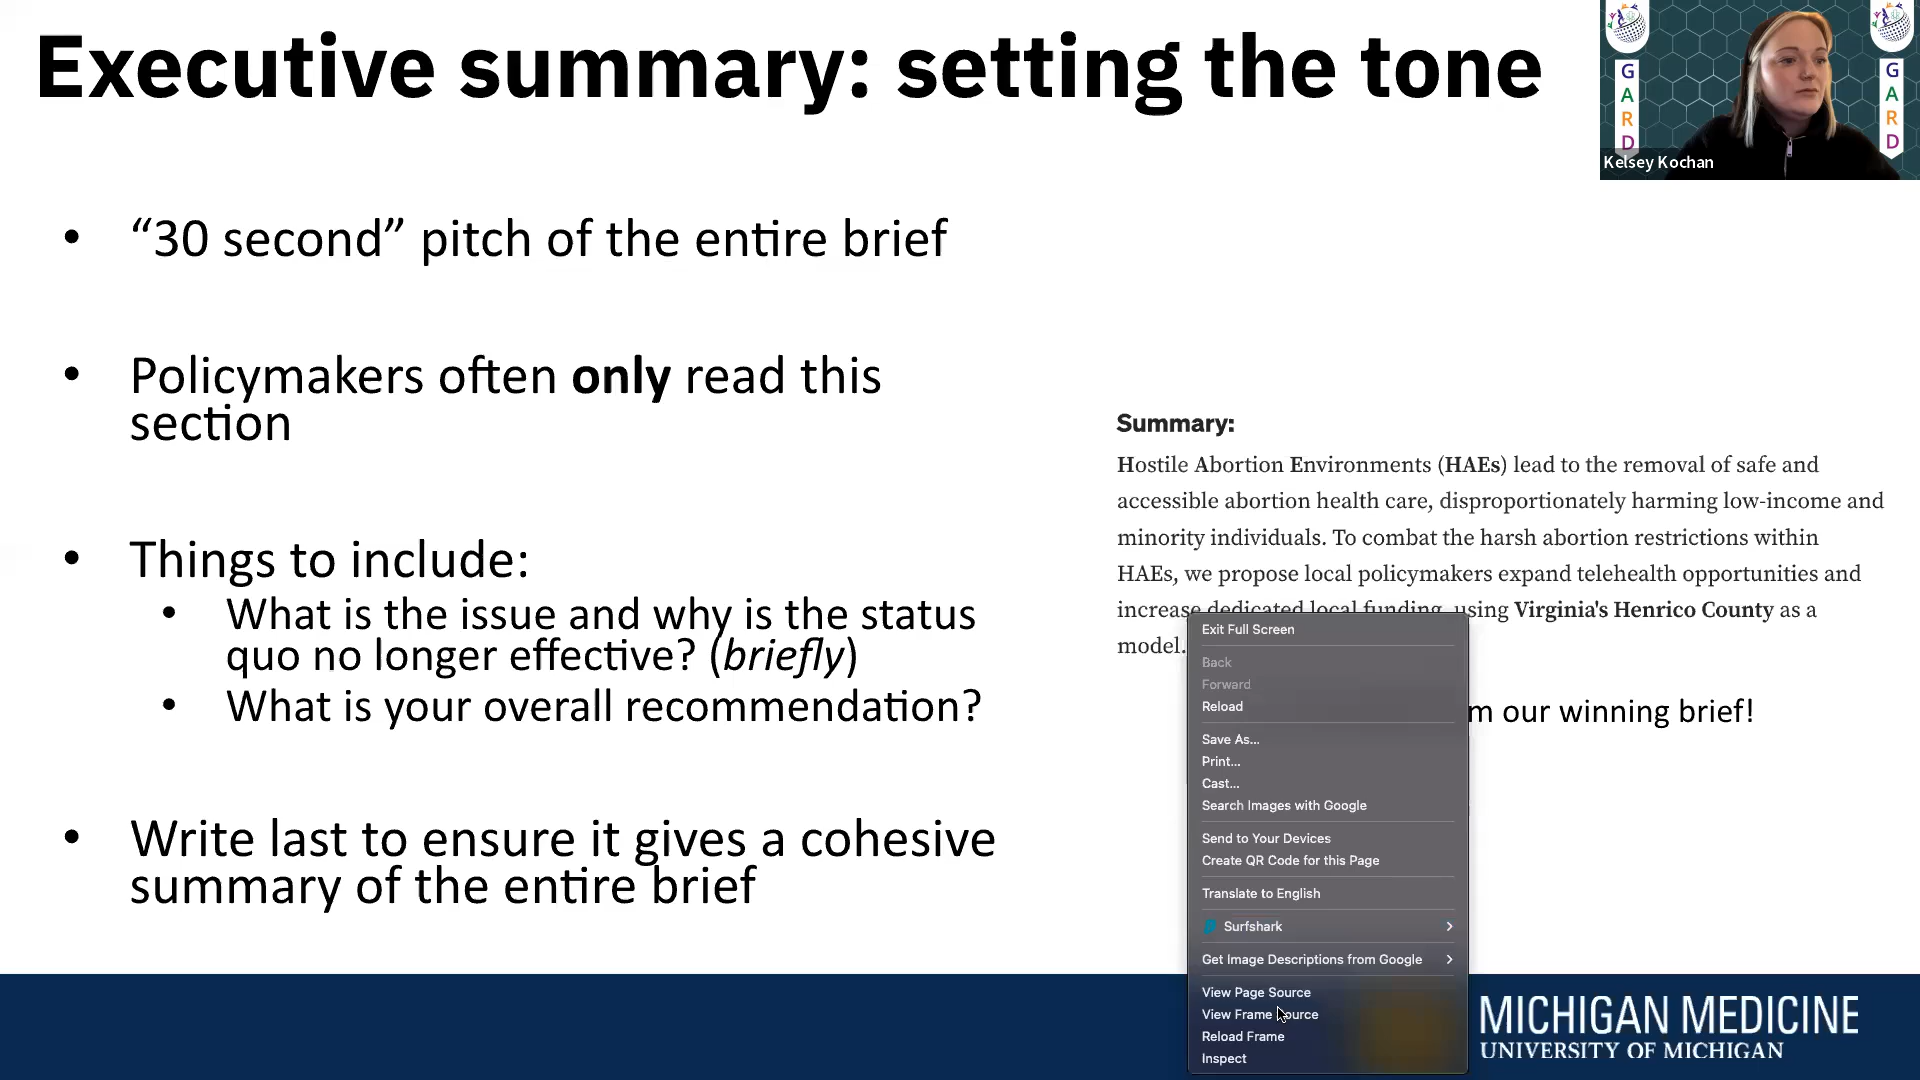 Executive summary: setting the tone
G
A
R
D
G
A
R
D
Kelsey Kochan
• “30 second” pitch of the entire brief
• Policymakers often only read this
section
• Things to include:
• What is the issue and why is the status
quo no longer effective? (briefly)
• What is your overall recommendation?
• Write last to ensure it gives a cohesive
summary of the entire brief
Summary:
Hostile Abortion Environments (HAEs) lead to the removal of safe and
accessible abortion health care, disproportionately harming low-income and
minority individuals. To combat the harsh abortion restrictions within
HAEs, we propose local policymakers expand telehealth opportunities and
increase dedicated local funding, using Virginia's Henrico County as a
model.
m our winning brief!
Exit Full Screen
Back
Forward
Reload
Save As...
Print...
Cast...
Search Images with Google
Send to Your Devices
Create QR Code for this Page
Translate to English
Surfshark
Get Image Descriptions from Google
View Page Source
View Frame Source
Reload Frame
Inspect
MICHIGAN MEDICINE
UNIVERSITY OF MICHIGAN